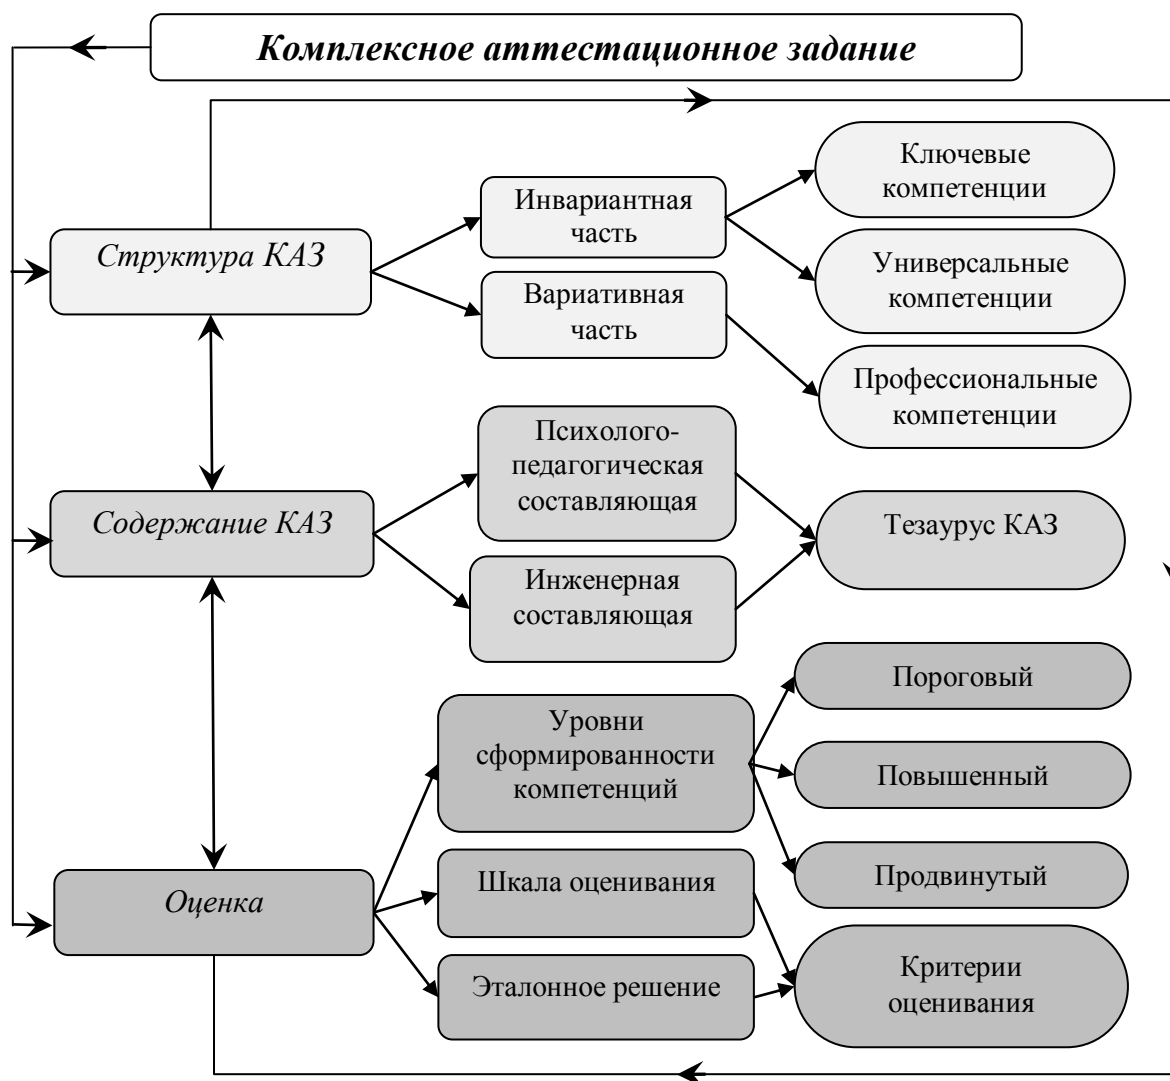 Комплексное аттестационное задание
Ключевые
компетенции
Инвариантная
часть
Структура КАЗ
Универсальные
компетенции
Вариативная
часть
Профессиональные
компетенции
Психолого-
педагогическая
составляющая
Содержание КАЗ
Тезаурус КАЗ
Инженерная
составляющая
Пороговый
Уровни
сформированности
компетенций
Повышенный
Шкала оценивания
Продвинутый
Оценка
Эталонное решение
Критерии
оценивания